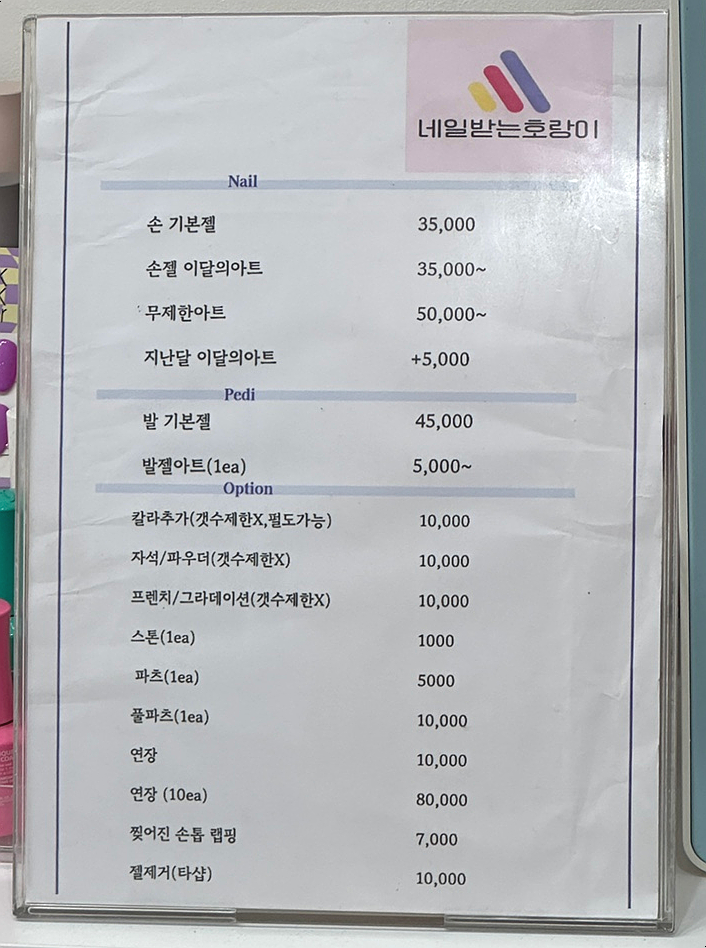 네일받는호랑이
Nail
손 기본젤 35,000
손젤 이달의아트 35,000~
무제한아트 50,000~
지난달 이달의아트 +5,000
Pedi
발 기본젤 45,000
발젤아트(1ea) 5,000~
Option
칼라추가(갯수제한X,펄도가능) 10,000
자석/파우더(갯수제한X) 10,000
프렌치/그라데이션(갯수제한X) 10,000
스톤(1ea) 1000
파츠(1ea) 5000
풀파츠(1ea) 10,000
연장 10,000
연장 (10ea) 80,000
찢어진 손톱 랩핑 7,000
젤제거(타샵) 10,000